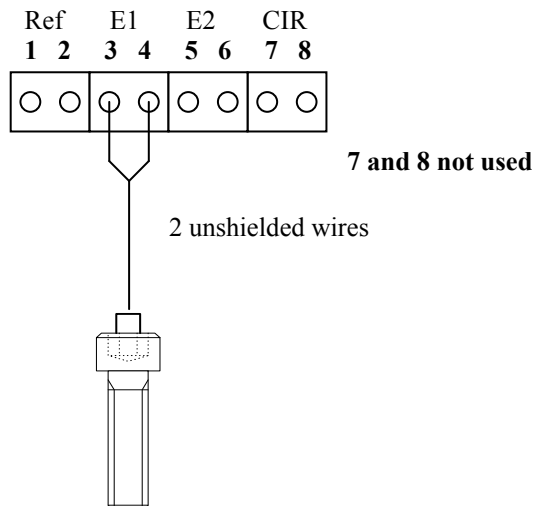 Ref E1 E2 CIR
1 2 3 4 5 6 7 8
7 and 8 not used
2 unshielded wires